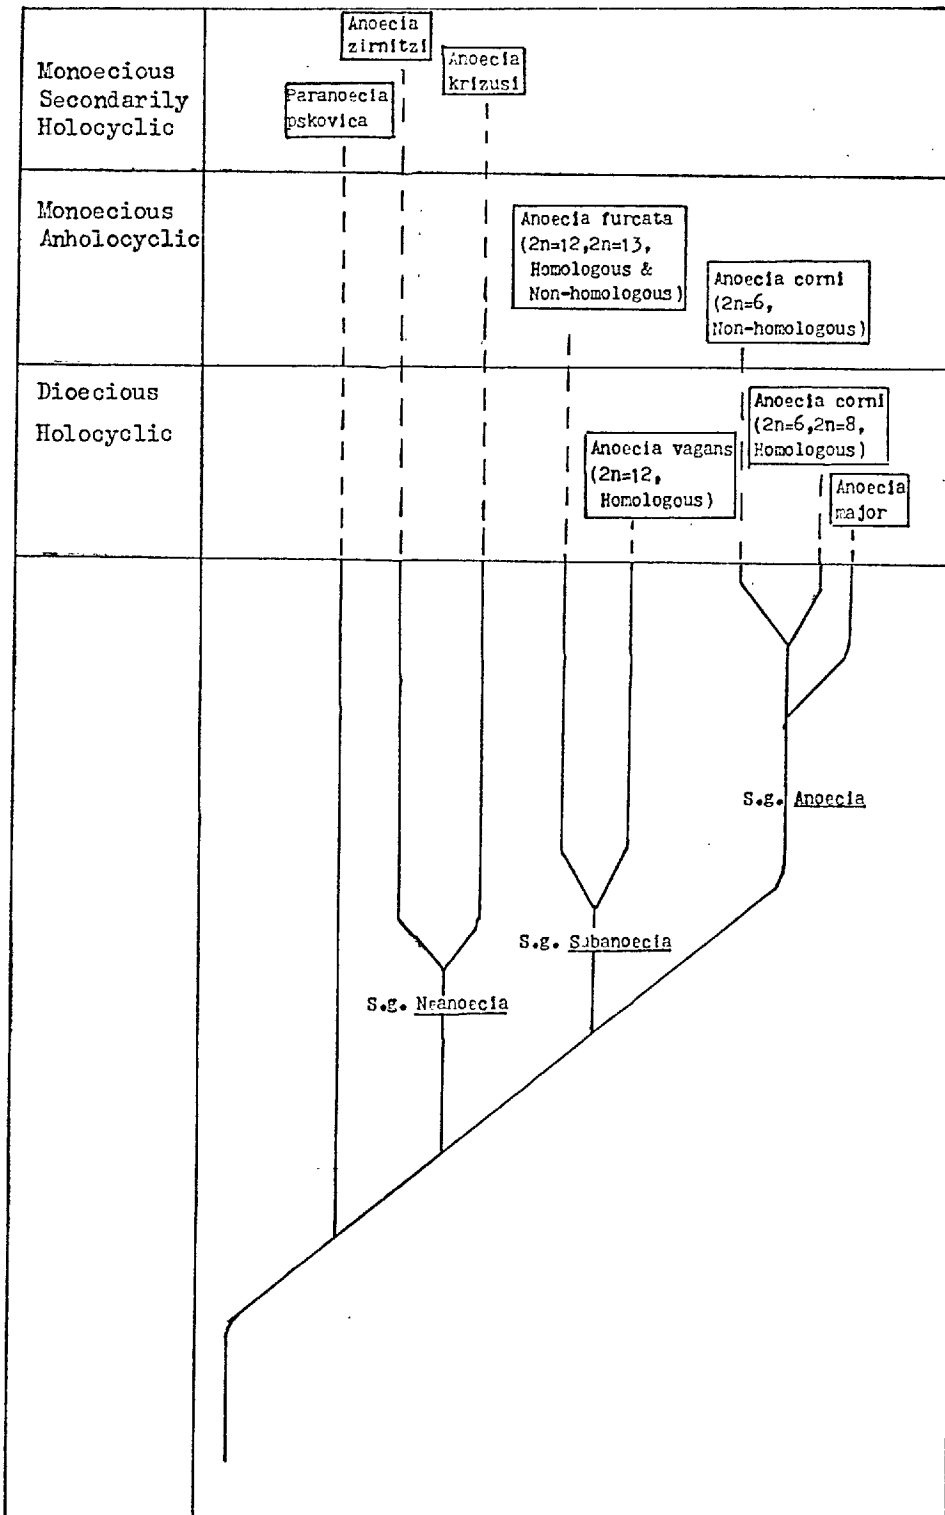 Monoecious
Secondarily
Holocyclic
Anoecia
zirnitzi
Anoecia
krizusi
Paranoecia
pskovica
Monoecious
Anholocyclic
Anoecia furcata
(2n=12,2n=13,
Homologous &
Non-homologous)
Anoecia corni
(2n=6,
Non-homologous)
Dioecious
Holocyclic
Anoecia corni
(2n=6,2n=8,
Homologous)
Anoecia vagans
(2n=12,
Homologous)
Anoecia
major
S.g. Anoecia
S.g. Subanoecia
S.g. Neanoecia